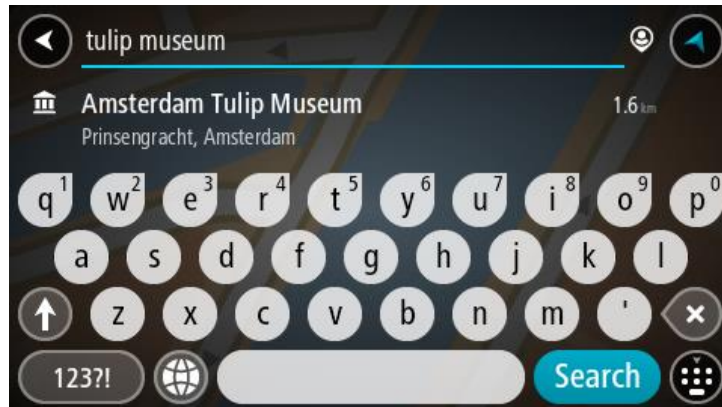 tulip museum
Amsterdam Tulip Museum 1.6 km
Prinsengracht, Amsterdam
q1 w2 e3 r4 t5 y6 u7 i8 o9 p0
a s d f g h j k l
z x c v b n m '
123?! Search